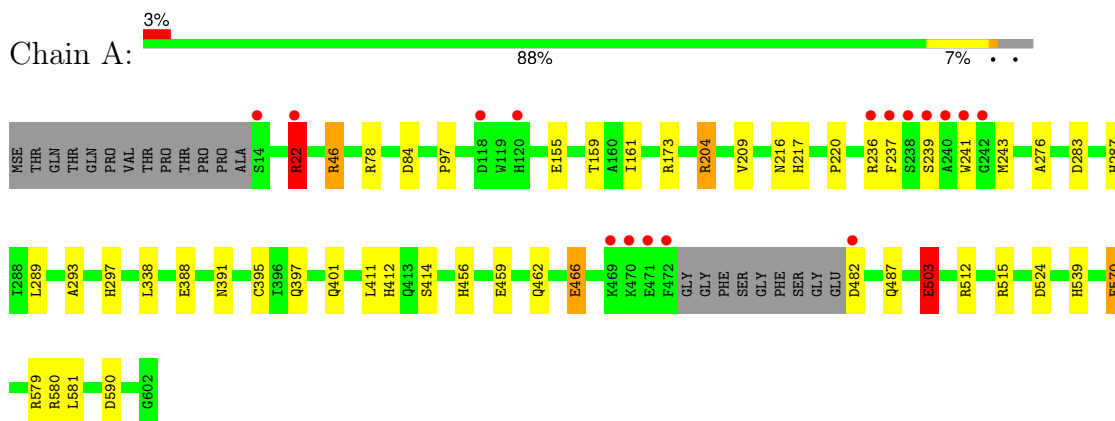 3%
Chain A:
88% 7% • •
MSE THR GLN THR GLN PRO VAL THR PRO THR PRO PRO ALA S14 R22 R46 R78 D84 P97 D118 W119 H120 E155 T159 A160 I161 R173 R204 V209 N216 H217 P220 R236 F237 S238 S239 A240 W241 G242 M243 A276 D283 H287
I288 L289 A293 H297 L338 E388 N391 C395 I396 Q397 Q401 L411 H412 Q413 S414 H456 E459 Q462 E466 K469 K470 E471 F472 GLY GLY PHE SER GLY PHE SER GLY GLU D482 Q487 E503 R512 R515 D524 H539
R579 R580 L581 D590 G602